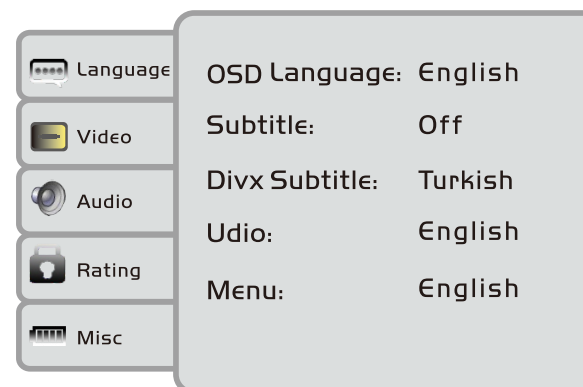 Language
Video
Audio
Rating
Misc
OSD Language: English
Subtitle: Off
Divx Subtitle: Turkish
Udio: English
Menu: English